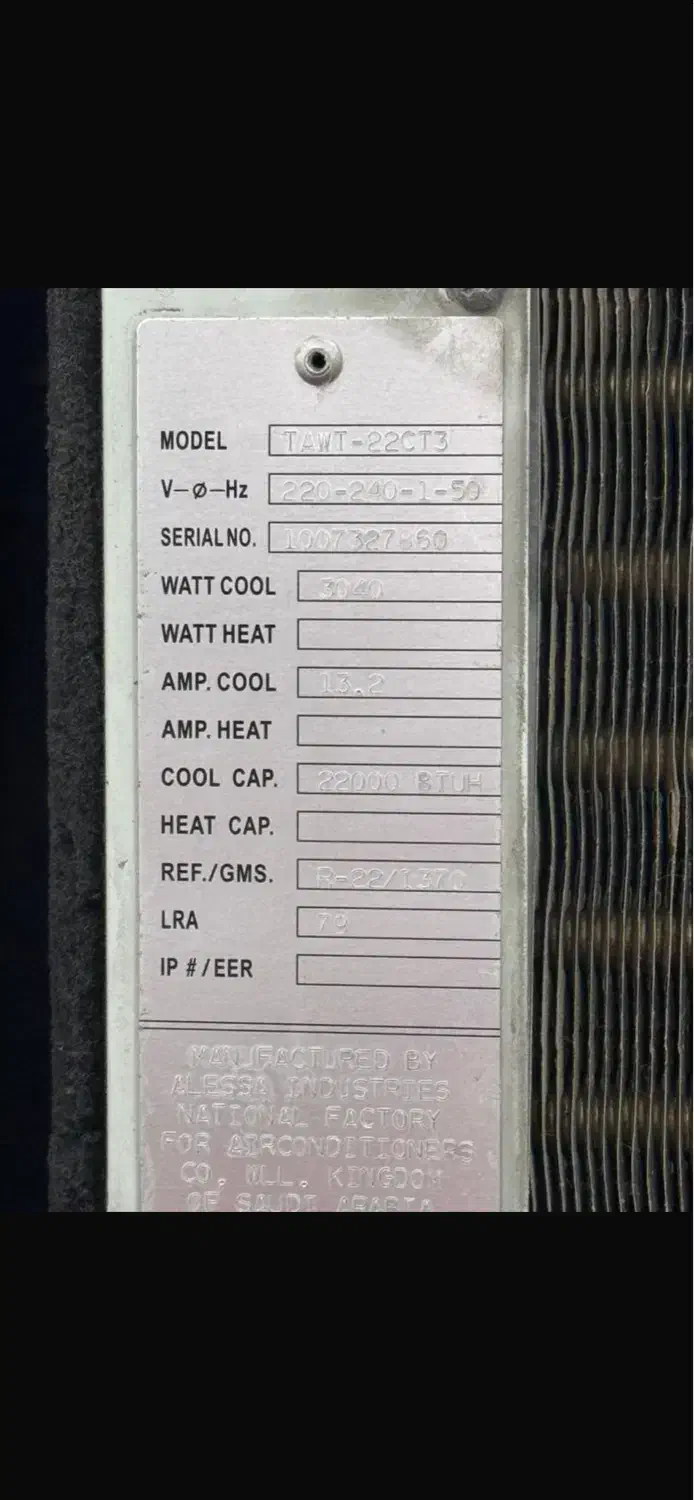 MODEL TAWT-22CT3
V-ø-Hz 220-240-1-50
SERIAL NO.
WATT COOL 3040
WATT HEAT
AMP. COOL 13.2
AMP. HEAT
COOL CAP. 22000 BTUH
HEAT CAP.
REF./GMS. R-22/1370
LRA 79
IP # / EER
MANUFACTURED BY
ALESSA INDUSTRIES
NATIONAL FACTORY
FOR AIRCONDITIONERS
CO. WLL. KINGDOM
OF SAUDI ARABIA